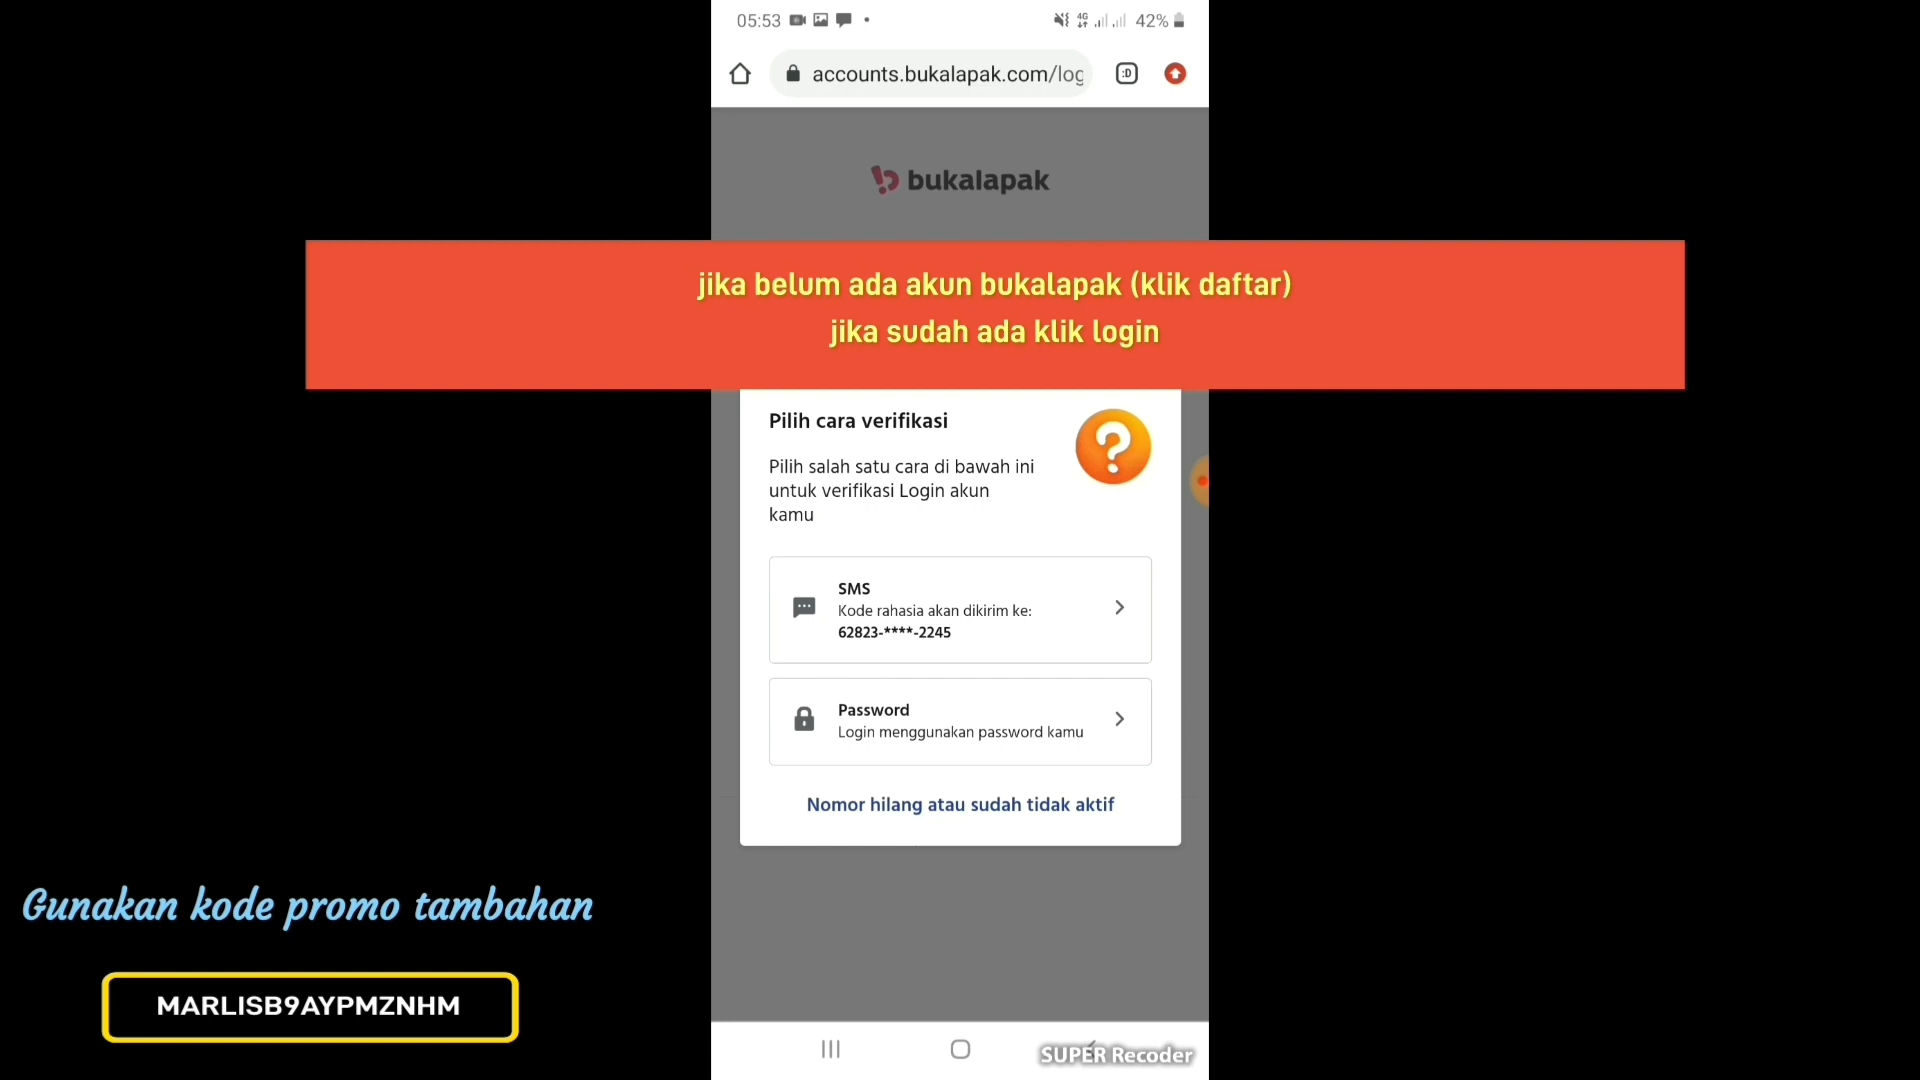 05:53
42%
4G
accounts.bukalapak.com/log
:D
bukalapak
jika belum ada akun bukalapak (klik daftar)
jika sudah ada klik login
Pilih cara verifikasi
Pilih salah satu cara di bawah ini
untuk verifikasi Login akun
kamu
SMS
Kode rahasia akan dikirim ke:
62823-****-2245
Password
Login menggunakan password kamu
Nomor hilang atau sudah tidak aktif
Gunakan kode promo tambahan
MARLISB9AYPMZNHM
SUPER Recoder